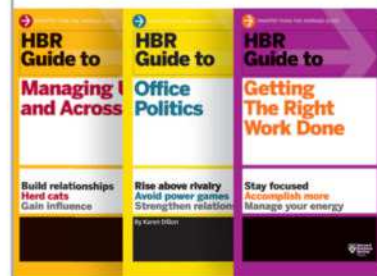 HBR
Guide to
Managing
and Across
Build relationships
Herd cats
Gain influence
HBR
Guide to
Office
Politics
Rise above rivalry
Avoid power games
Strengthen relation
By Karen Dillon
HBR
Guide to
Getting
The Right
Work Done
Stay focused
Accomplish more
Manage your energy